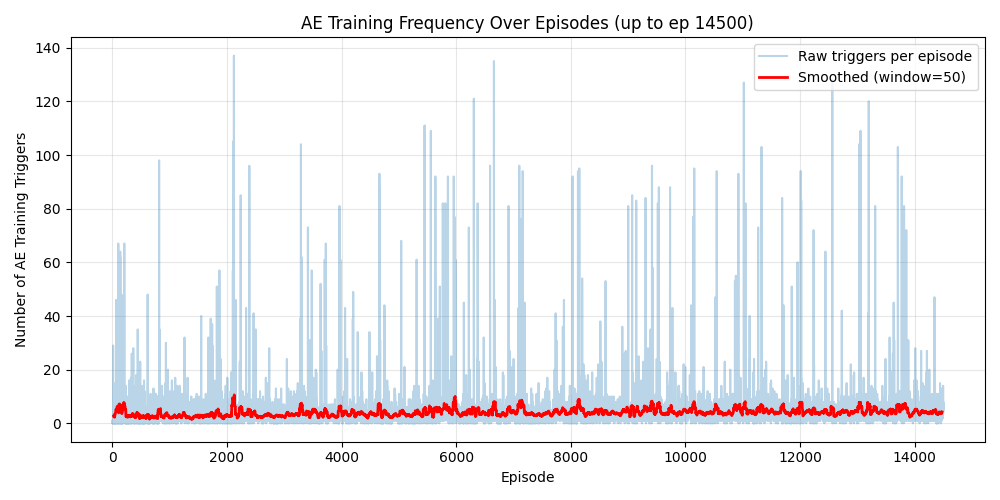 AE Training Frequency Over Episodes (up to ep 14500)
Raw triggers per episode
Smoothed (window=50)
Number of AE Training Triggers
140
120
100
80
60
40
20
0
0 2000 4000 6000 8000 10000 12000 14000
Episode